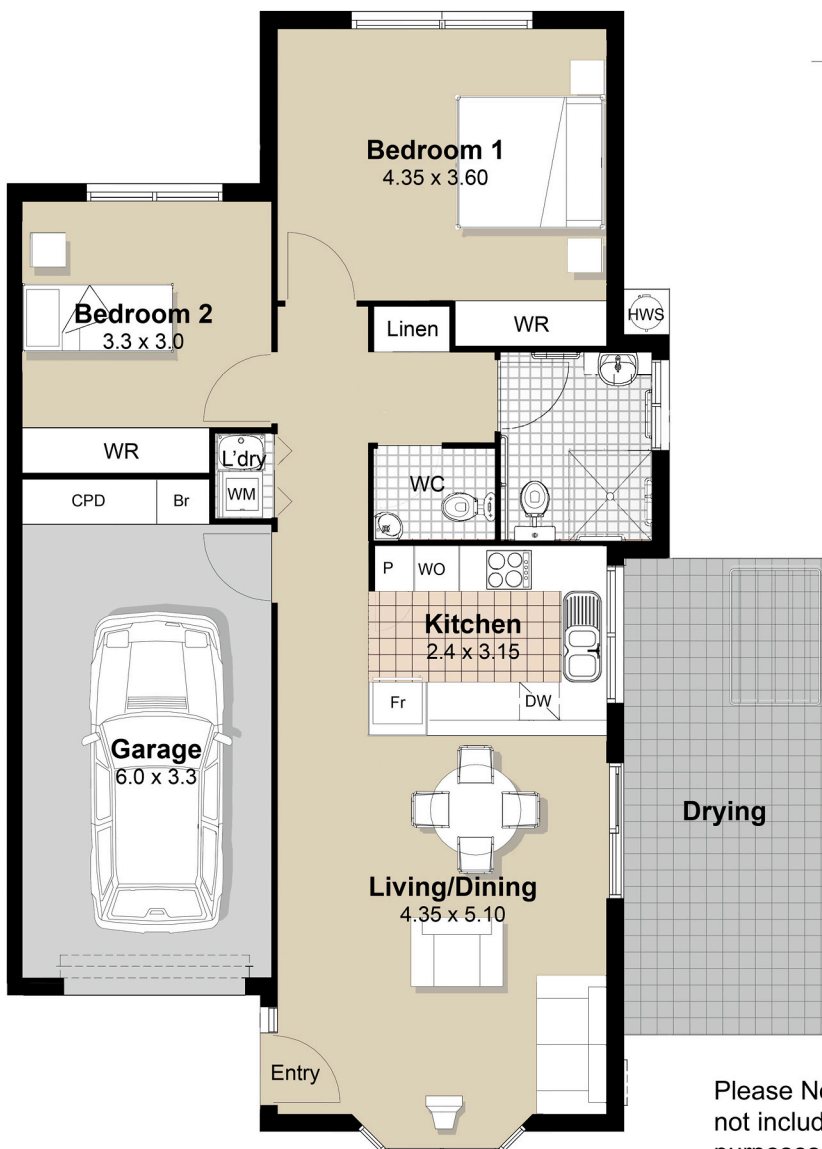 Bedroom 1
4.35 x 3.60
Bedroom 2
3.3 x 3.0
HWS
Linen
WR
WR
L'dry
WM
WC
CPD
Br
P
WO
Kitchen
2.4 x 3.15
Fr
DW
Garage
6.0 x 3.3
Drying
Living/Dining
4.35 x 5.10
Entry
Please
not